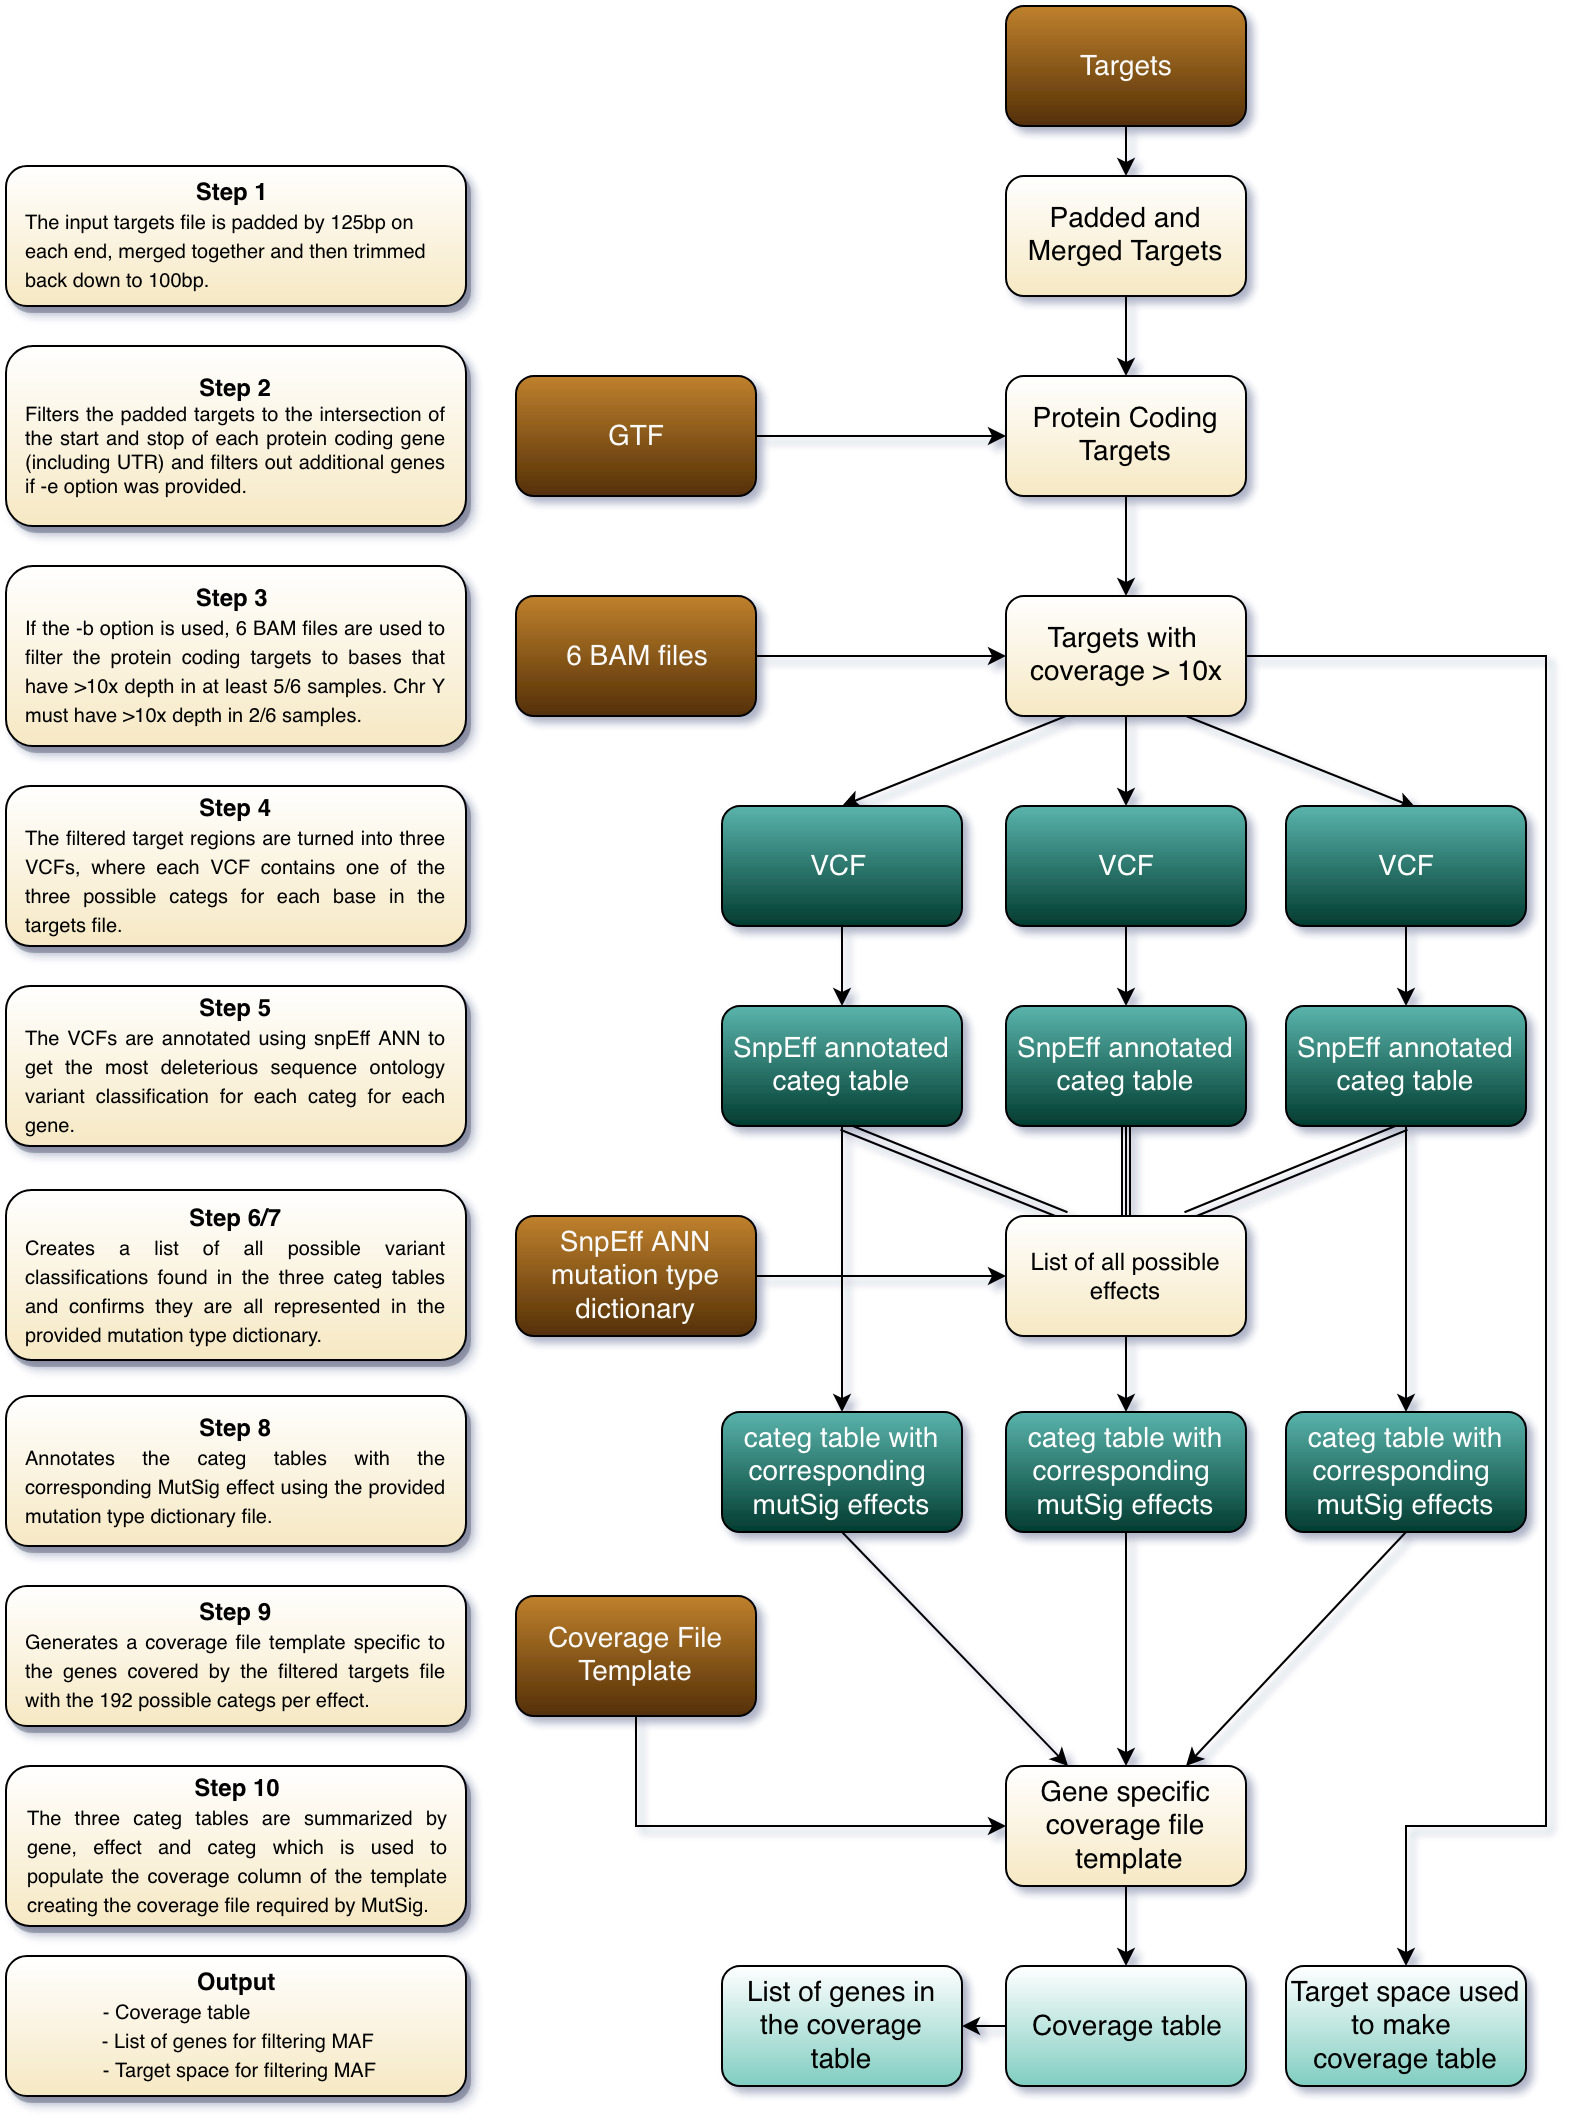 Targets
Step 1
The input targets file is padded by 125bp on
each end, merged together and then trimmed
back down to 100bp.
Padded and
Merged Targets
Step 2
Filters the padded targets to the intersection of
the start and stop of each protein coding gene
(including UTR) and filters out additional genes
if -e option was provided.
GTF
Protein Coding
Targets
Step 3
If the -b option is used, 6 BAM files are used to
filter the protein coding targets to bases that
have >10x depth in at least 5/6 samples. Chr Y
must have >10x depth in 2/6 samples.
6 BAM files
Targets with
coverage > 10x
Step 4
The filtered target regions are turned into three
VCFs, where each VCF contains one of the
three possible categs for each base in the
targets file.
VCF
VCF
VCF
Step 5
The VCFs are annotated using snpEff ANN to
get the most deleterious sequence ontology
variant classification for each categ for each
gene.
SnpEff annotated
categ table
SnpEff annotated
categ table
SnpEff annotated
categ table
Step 6/7
Creates a list of all possible variant
classifications found in the three categ tables
and confirms they are all represented in the
provided mutation type dictionary.
SnpEff ANN
mutation type
dictionary
List of all possible
effects
Step 8
Annotates the categ tables with the
corresponding MutSig effect using the provided
mutation type dictionary file.
categ table with
corresponding
mutSig effects
categ table with
corresponding
mutSig effects
categ table with
corresponding
mutSig effects
Step 9
Generates a coverage file template specific to
the genes covered by the filtered targets file
with the 192 possible categs per effect.
Coverage File
Template
Step 10
The three categ tables are summarized by
gene, effect and categ which is used to
populate the coverage column of the template
creating the coverage file required by MutSig.
Gene specific
coverage file
template
Output
- Coverage table
- List of genes for filtering MAF
- Target space for filtering MAF
List of genes in
the coverage
table
Coverage table
Target space used
to make
coverage table